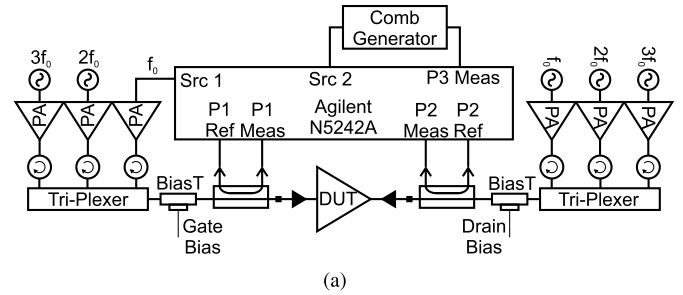 Comb
Generator
3f₀ 2f₀ f₀
Src 1 Src 2 P3 Meas
f₀ 2f₀ 3f₀
P1 P1 Agilent P2 P2
Ref Meas N5242A Meas Ref
PA PA PA
PA PA PA
BiasT DUT BiasT
Tri-Plexer Tri-Plexer
Gate Drain
Bias Bias
(a)